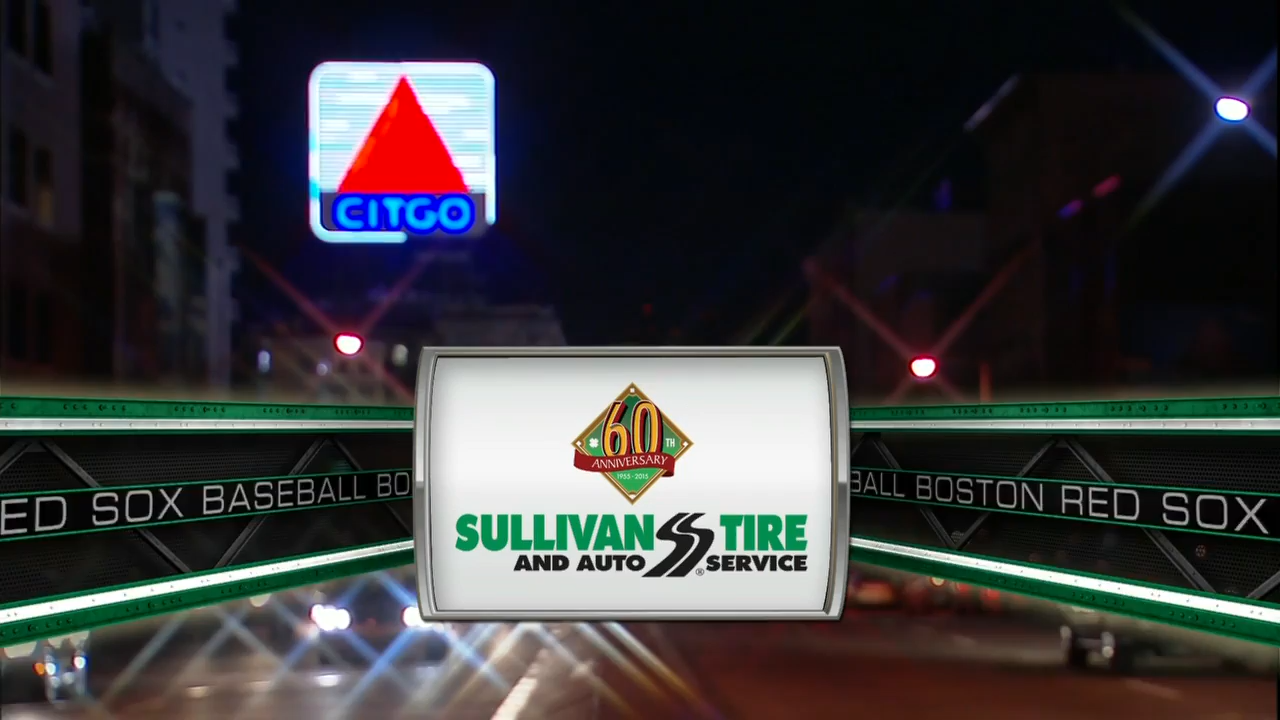 CITGO
60TH
ANNIVERSARY
1955-2015
ED SOX BASEBALL BO
BALL BOSTON RED SOX
SULLIVAN TIRE
AND AUTO SERVICE
®